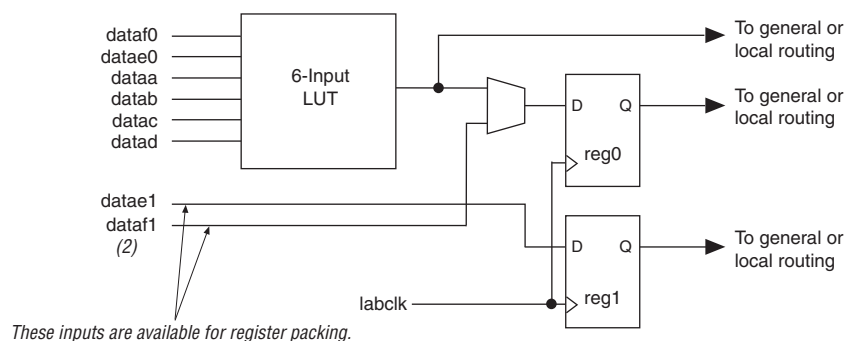 dataf0
datae0
dataa
datab
datac
datad
6-Input
LUT
To general or
local routing
D Q
reg0
To general or
local routing
datae1
dataf1
(2)
D Q
reg1
To general or
local routing
labclk
These inputs are available for register packing.